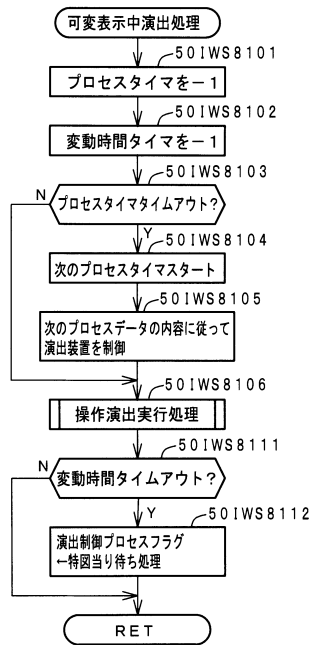 可変表示中演出処理
50IWS8101
プロセスタイマを－1
50IWS8102
変動時間タイマを－1
50IWS8103
N
プロセスタイマタイムアウト？
Y
50IWS8104
次のプロセスタイマスタート
50IWS8105
次のプロセスデータの内容に従って
演出装置を制御
50IWS8106
操作演出実行処理
50IWS8111
N
変動時間タイムアウト？
Y
50IWS8112
演出制御プロセスフラグ
←特図当り待ち処理
RET